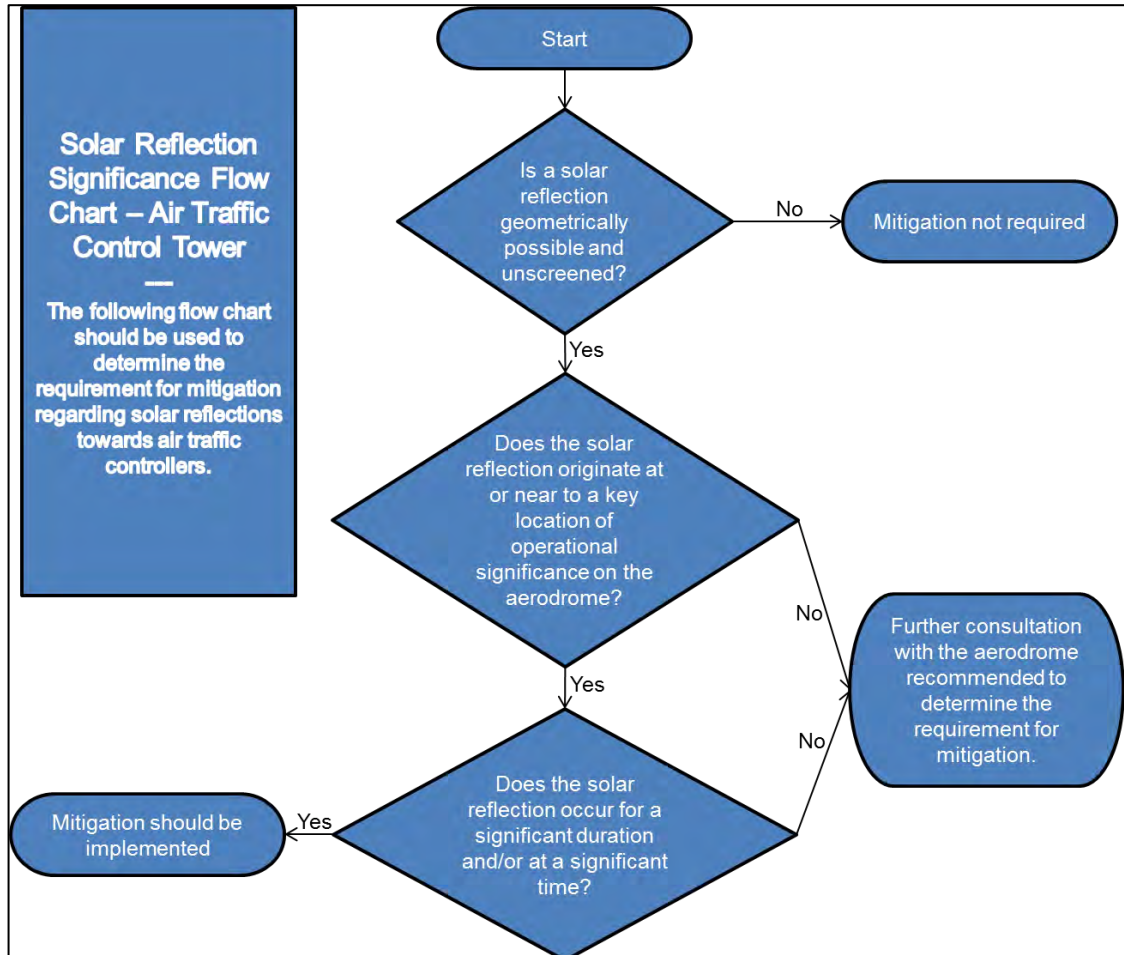 Solar Reflection
Significance Flow
Chart – Air Traffic
Control Tower
---
The following flow chart
should be used to
determine the
requirement for mitigation
regarding solar reflections
towards air traffic
controllers.
Start
Is a solar
reflection
geometrically
possible and
unscreened?
No
Mitigation not required
Yes
Does the solar
reflection originate at
or near to a key
location of
operational
significance on the
aerodrome?
No
Further consultation
with the aerodrome
recommended to
determine the
requirement for
mitigation.
Yes
Does the solar
reflection occur for a
significant duration
and/or at a significant
time?
No
Yes
Mitigation should be
implemented